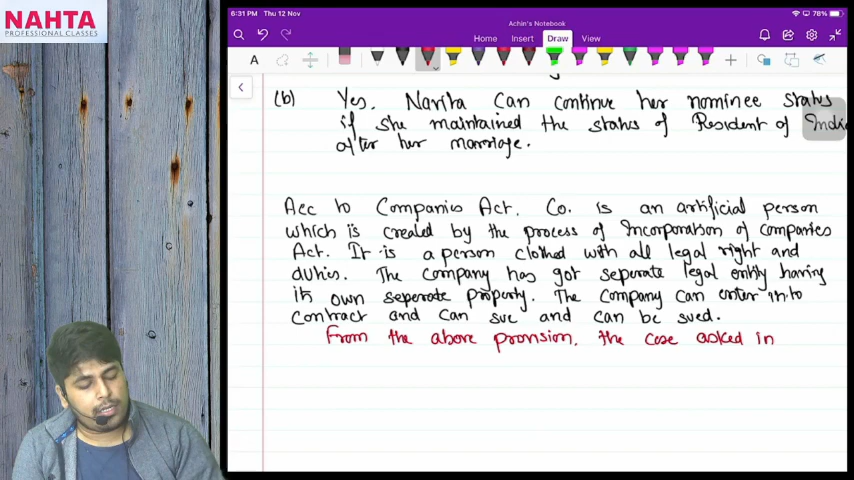 NAHTA
PROFESSIONAL CLASSES
6:31 PM Thu 12 Nov
78%
Achin's Notebook
Home Insert Draw View
A
(b) Yes. Narita Can continue her nominee status
if she maintained the status of Resident of India
after her marriage.
Acc to Companies Act. Co. is an artificial person
which is created by the process of Incorporation of companies
Act. It is a person clothed with all legal right and
duties. The company has got seperate legal entity having
its own seperate property. The company can enter into
contract and can sue and can be sued.
From the above provision, the case asked in